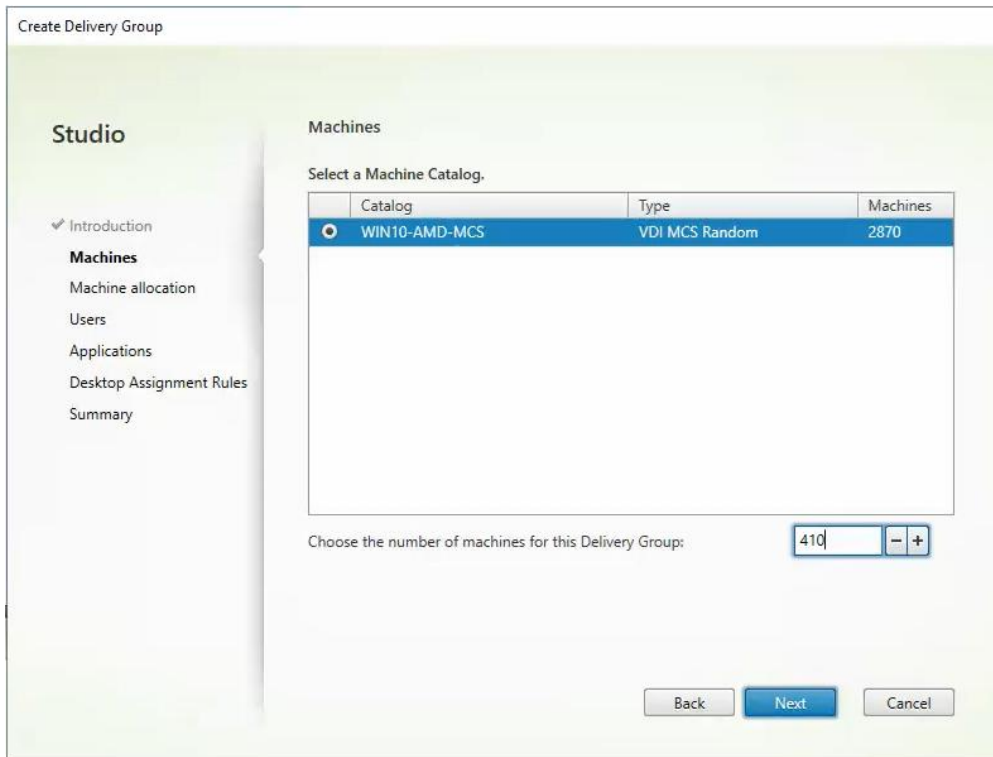 Create Delivery Group
Studio
Introduction
Machines
Machine allocation
Users
Applications
Desktop Assignment Rules
Summary
Machines
Select a Machine Catalog.
Catalog Type Machines
WIN10-AMD-MCS VDI MCS Random 2870
Choose the number of machines for this Delivery Group: 410 - +
Back Next Cancel